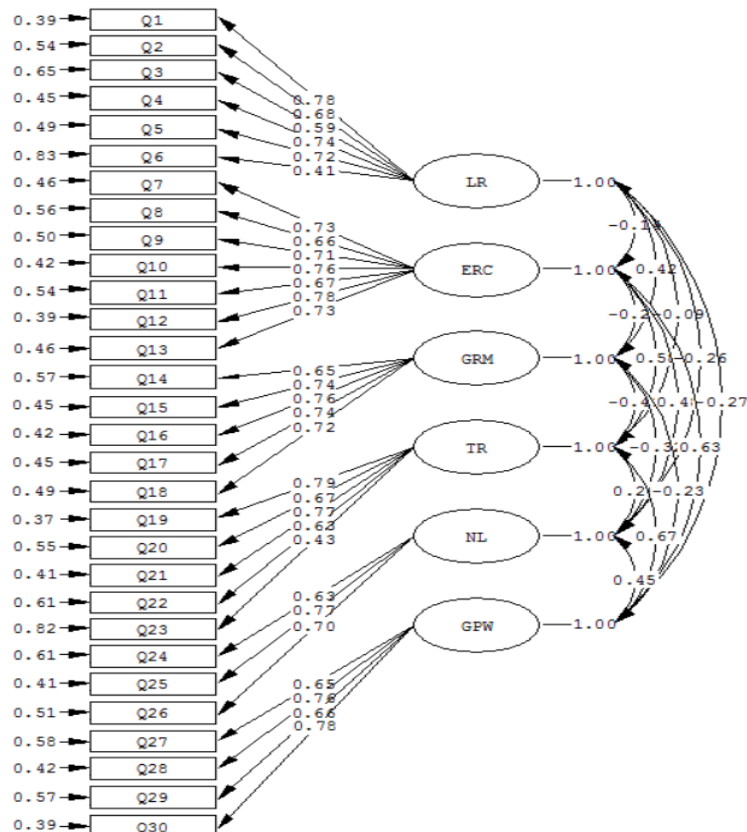 0.39 Q1
0.54 Q2
0.65 Q3
0.45 Q4
0.49 Q5
0.83 Q6
0.46 Q7
0.56 Q8
0.50 Q9
0.42 Q10
0.54 Q11
0.39 Q12
0.46 Q13
0.57 Q14
0.45 Q15
0.42 Q16
0.45 Q17
0.49 Q18
0.37 Q19
0.55 Q20
0.41 Q21
0.61 Q22
0.82 Q23
0.61 Q24
0.41 Q25
0.51 Q26
0.58 Q27
0.42 Q28
0.57 Q29
0.39 Q30
0.78
0.68
0.59
0.74
0.72
0.41
0.73
0.66
0.71
0.76
0.67
0.78
0.73
0.65
0.74
0.76
0.74
0.72
0.79
0.67
0.77
0.63
0.43
0.63
0.77
0.70
0.65
0.76
0.66
0.78
LR 1.00
ERC 1.00
GRM 1.00
TR 1.00
NL 1.00
GPW 1.00
0.42
-0.09
-0.26
-0.27
0.63
-0.23
0.67
0.45